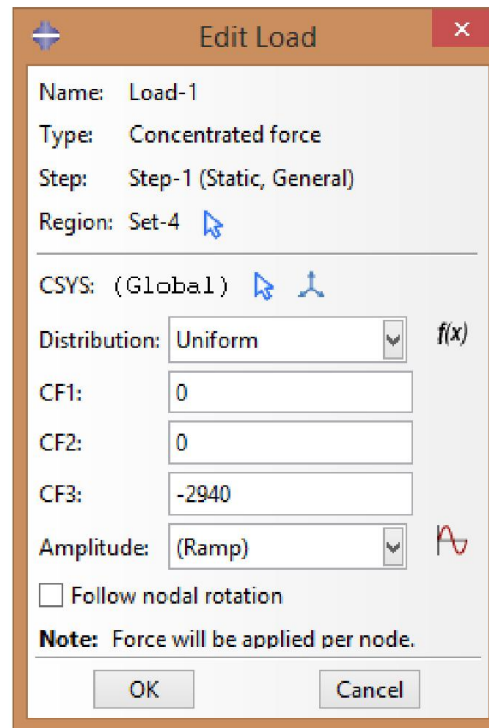 Edit Load
x
Name: Load-1
Type: Concentrated force
Step: Step-1 (Static, General)
Region: Set-4
CSYS: (Global)
Distribution: Uniform f(x)
CF1: 0
CF2: 0
CF3: -2940
Amplitude: (Ramp)
Follow nodal rotation
Note: Force will be applied per node.
OK Cancel